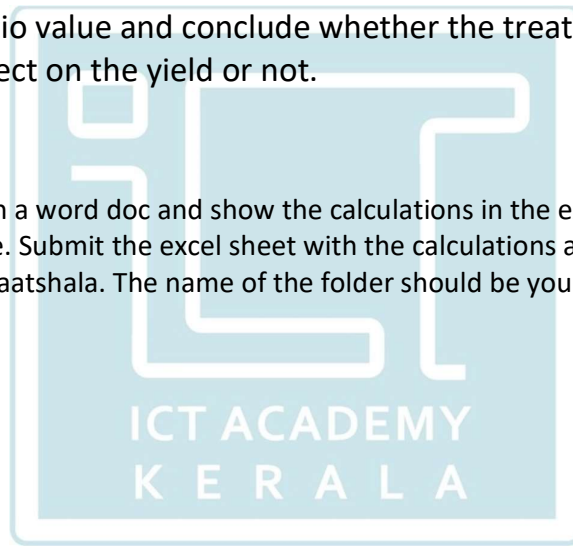 io value and conclude whether the treat
ect on the yield or not.
n a word doc and show the calculations in the e
e. Submit the excel sheet with the calculations a
aatshala. The name of the folder should be you
ICT ACADEMY
KERALA